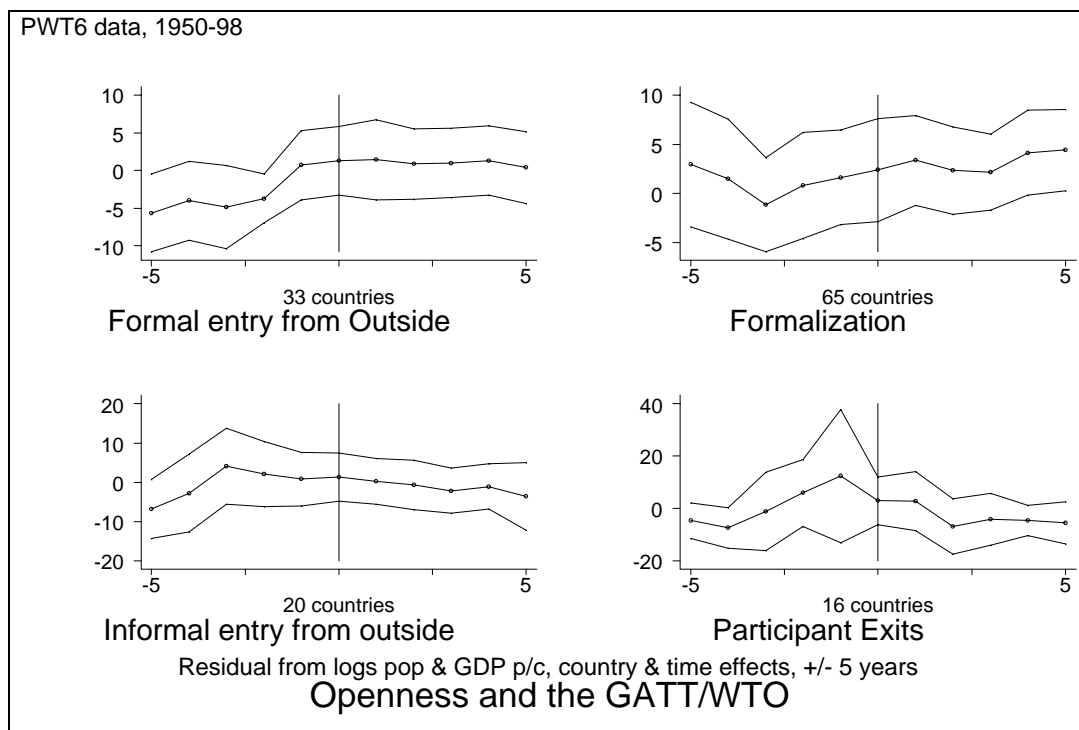 PWT6 data, 1950-98
10
5
0
-5
-10
-5 5
33 countries
Formal entry from Outside
10
5
0
-5
-5 5
65 countries
Formalization
20
10
0
-10
-20
-5 5
20 countries
Informal entry from outside
40
20
0
-20
-5 5
16 countries
Participant Exits
Residual from logs pop & GDP p/c, country & time effects, +/- 5 years
Openness and the GATT/WTO